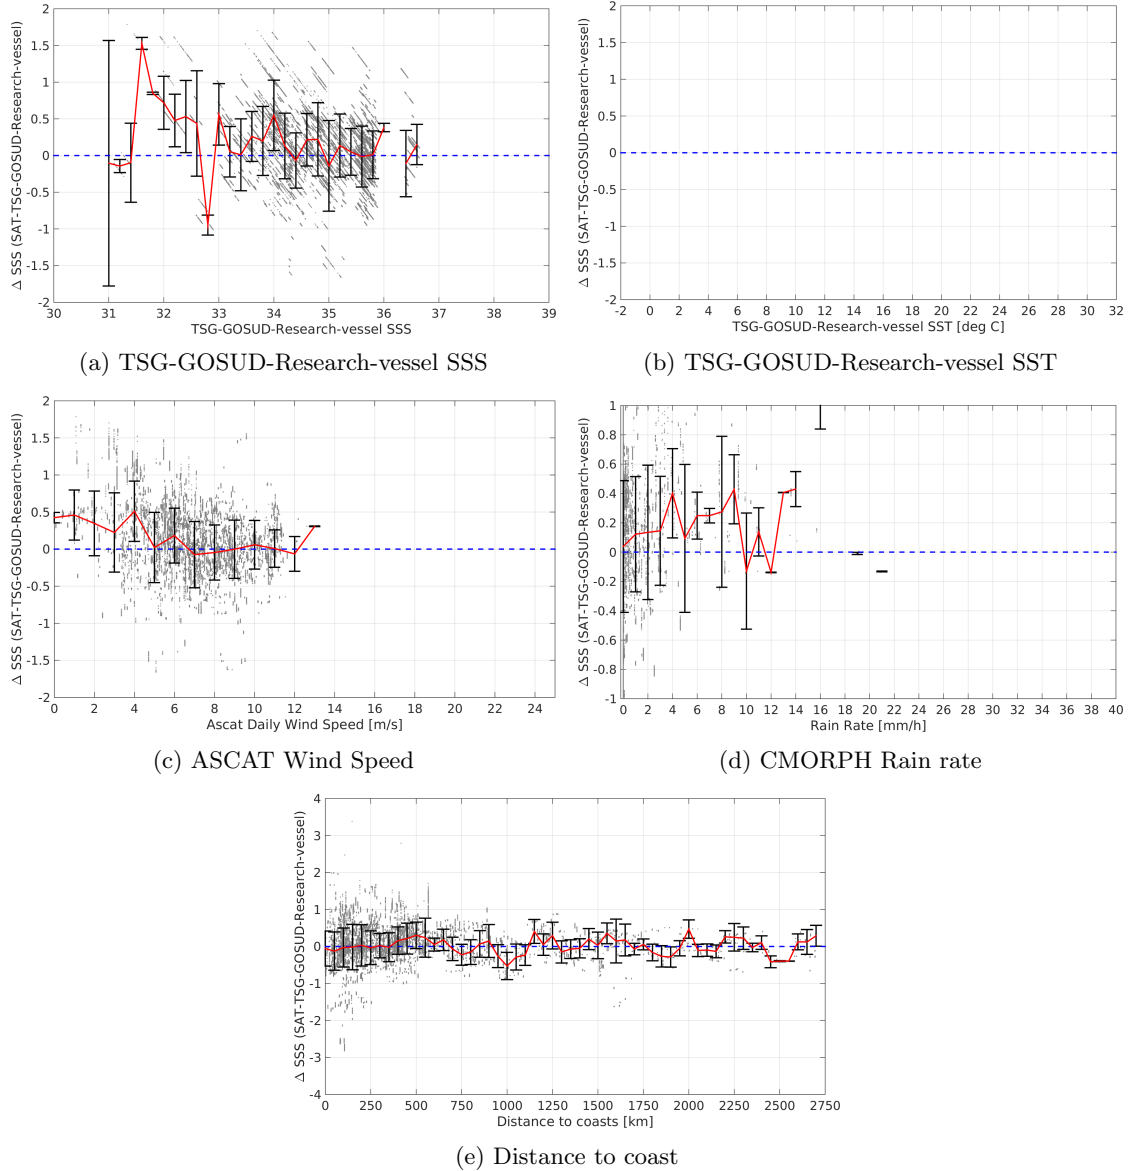 2
1.5
1
0.5
0
-0.5
-1
-1.5
-2
30 31 32 33 34 35 36 37 38 39
TSG-GOSUD-Research-vessel SSS
Δ SSS (SAT-TSG-GOSUD-Research-vessel)
(a) TSG-GOSUD-Research-vessel SSS
2
1.5
1
0.5
0
-0.5
-1
-1.5
-2
-2 0 2 4 6 8 10 12 14 16 18 20 22 24 26 28 30 32
TSG-GOSUD-Research-vessel SST [deg C]
Δ SSS (SAT-TSG-GOSUD-Research-vessel)
(b) TSG-GOSUD-Research-vessel SST
2
1.5
1
0.5
0
-0.5
-1
-1.5
-2
0 2 4 6 8 10 12 14 16 18 20 22 24
Ascat Daily Wind Speed [m/s]
Δ SSS (SAT-TSG-GOSUD-Research-vessel)
(c) ASCAT Wind Speed
1
0.8
0.6
0.4
0.2
0
-0.2
-0.4
-0.6
-0.8
-1
0 2 4 6 8 10 12 14 16 18 20 22 24 26 28 30 32 34 36 38 40
Rain Rate [mm/h]
Δ SSS (SAT-TSG-GOSUD-Research-vessel)
(d) CMORPH Rain rate
4
3
2
1
0
-1
-2
-3
-4
0 250 500 750 1000 1250 1500 1750 2000 2250 2500 2750
Distance to coasts [km]
Δ SSS (SAT-TSG-GOSUD-Research-vessel)
(e) Distance to coast